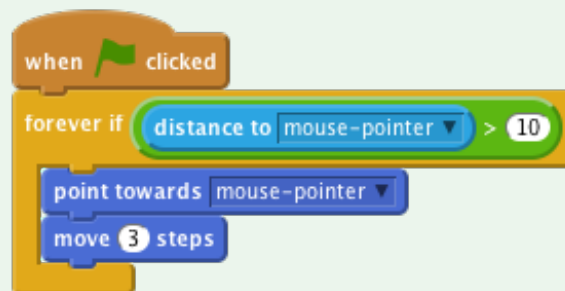 when clicked
forever if distance to mouse-pointer > 10
point towards mouse-pointer
move 3 steps